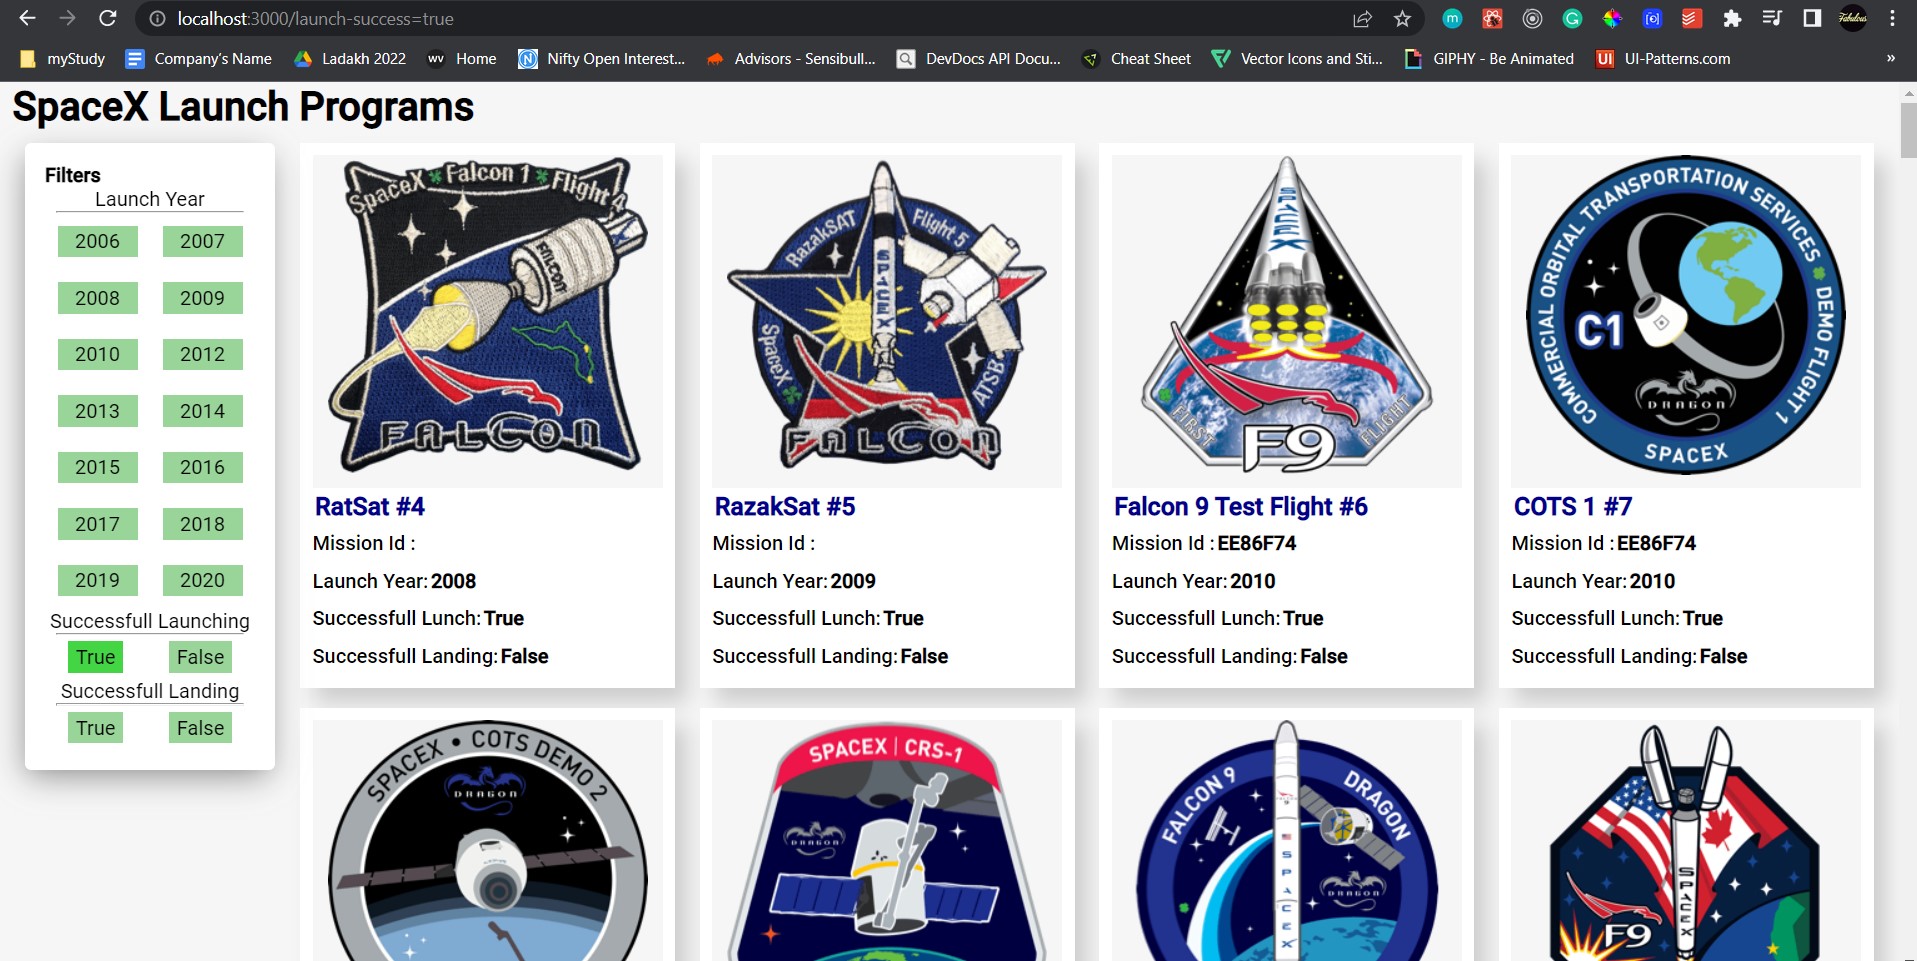 localhost:3000/launch-success=true
m
G
Fabulous
myStudy
Company's Name
Ladakh 2022
WV Home
N Nifty Open Interest...
Advisors - Sensibull...
DevDocs API Docu...
Cheat Sheet
Vector Icons and Sti...
GIPHY - Be Animated
UI UI-Patterns.com
»
SpaceX Launch Programs
Filters
Launch Year
2006 2007
2008 2009
2010 2012
2013 2014
2015 2016
2017 2018
2019 2020
Successfull Launching
True False
Successfull Landing
True False
SpaceX Falcon 1 Flight 4
FALCON
FALCON
RatSat #4
Mission Id :
Launch Year: 2008
Successfull Lunch: True
Successfull Landing: False
RazakSAT Flight 5
SPACEX
SpaceX ATSB
FALCON
RazakSat #5
Mission Id :
Launch Year: 2009
Successfull Lunch: True
Successfull Landing: False
SPACEX
FIRST FLIGHT
F9
Falcon 9 Test Flight #6
Mission Id : EE86F74
Launch Year: 2010
Successfull Lunch: True
Successfull Landing: False
COMMERCIAL ORBITAL TRANSPORTATION SERVICES DEMO FLIGHT 1
C1
DRAGON
SPACEX
COTS 1 #7
Mission Id : EE86F74
Launch Year: 2010
Successfull Lunch: True
Successfull Landing: False
SPACEX • COTS DEMO 2
DRAGON
SPACEX | CRS-1
DRAGON
FALCON 9 DRAGON
SPACEX
DRAGON
SPACEX
F9